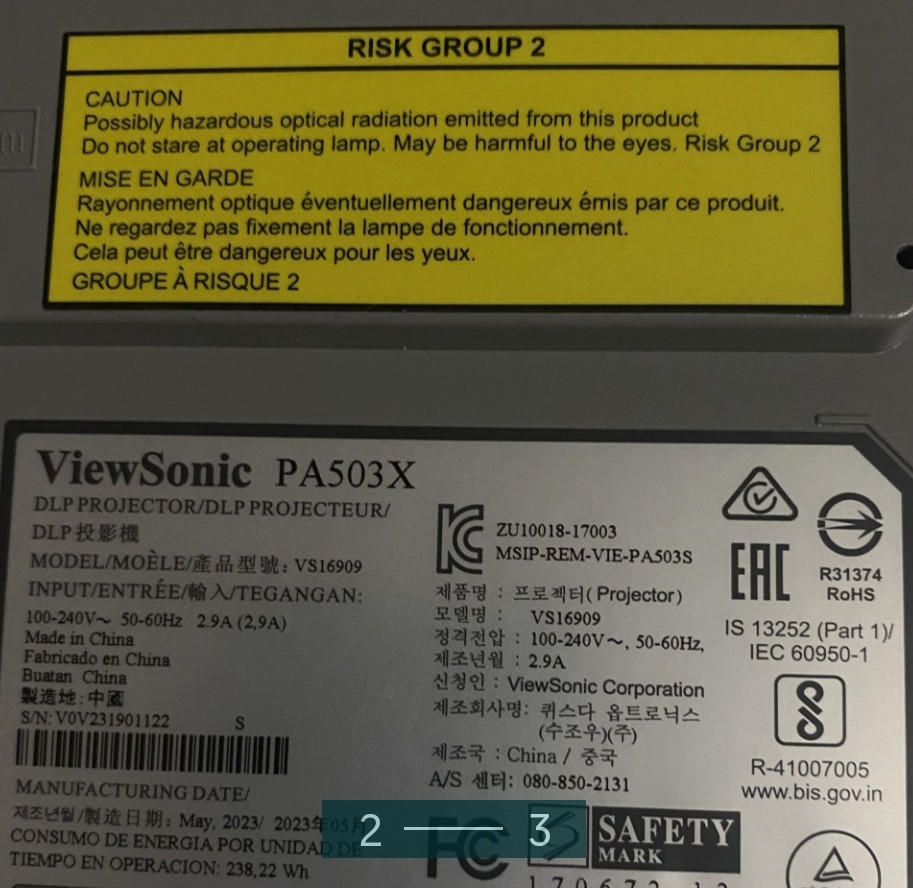 RISK GROUP 2
CAUTION
Possibly hazardous optical radiation emitted from this product
Do not stare at operating lamp. May be harmful to the eyes. Risk Group 2
MISE EN GARDE
Rayonnement optique éventuellement dangereux émis par ce produit.
Ne regardez pas fixement la lampe de fonctionnement.
Cela peut être dangereux pour les yeux.
GROUPE À RISQUE 2
ViewSonic PA503X
DLP PROJECTOR/DLP PROJECTEUR/
DLP 投影機
MODEL/MOÈLE/產品型號: VS16909
INPUT/ENTRÉE/輸入/TEGANGAN:
100-240V~ 50-60Hz 2.9A (2,9A)
Made in China
Fabricado en China
Buatan China
製造地: 中國
S/N: V0V231901122 S
MANUFACTURING DATE/
제조년월/製造日期: May, 2023/ 2023年05月
CONSUMO DE ENERGIA POR UNIDAD DE
TIEMPO EN OPERACION: 238,22 Wh
ZU10018-17003
MSIP-REM-VIE-PA503S
제품명 : 프로젝터( Projector)
모델명 : VS16909
정격전압 : 100-240V~, 50-60Hz,
제조년월 : 2.9A
신청인 : ViewSonic Corporation
제조회사명: 퀴스다 옵트로닉스
(수조우)(주)
제조국 : China / 중국
A/S 센터: 080-850-2131
EAC
R31374
RoHS
IS 13252 (Part 1)/
IEC 60950-1
R-41007005
www.bis.gov.in
2 — 3
FC
SAFETY
MARK